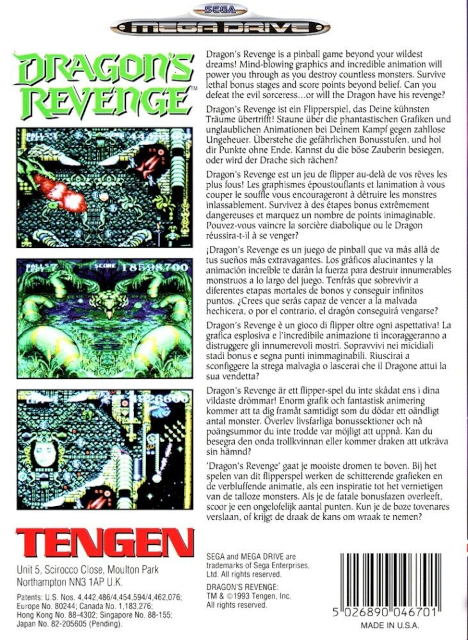 SEGA
MEGA DRIVE
DRAGON'S
REVENGE™
Dragon's Revenge is a pinball game beyond your wildest
dreams! Mind-blowing graphics and incredible animation will
power you through as you destroy countless monsters. Survive
lethal bonus stages and score points beyond belief. Can you
defeat the evil sorceress...or will the Dragon have his revenge?
Dragon's Revenge ist ein Flipperspiel, das Deine kühnsten
Träume übertrifft! Staune über die phantastischen Grafiken und
unglaublichen Animationen bei Deinem Kampf gegen zahllose
Ungeheuer. Überstehe die gefährlichen Bonusstufen, und hol
dir Punkte ohne Ende. Kannst du die böse Zauberin besiegen,
oder wird der Drache sich rächen?
Dragon's Revenge est un jeu de flipper au-delà de vos rêves les
plus fous! Les graphismes époustouflants et lanimation à vous
couper le souffle vous encourageront à détruire les monstres
inlassablement. Survivez à des étapes bonus extrêmement
dangereuses et marquez un nombre de points inimaginable.
Pouvez-vous vaincre la sorcière diabolique ou le Dragon
réussira-t-il à se venger?
¡Dragon's Revenge es un juego de pinball que va más allá de
tus sueños más extravagantes. Los gráficos alucinantes y la
animación increíble te darán la fuerza para destruir innumerables
monstruos a lo largo del juego. Tenfrás que sobrevivir a
diferentes etapas mortales de bonos y conseguir infinitos
puntos. ¿Crees que serás capaz de vencer a la malvada
hechicera, o por el contrario, el dragón conseguirá vengarse?
Dragon's Revenge è un gioco di flipper oltre ogni aspettativa! La
grafica esplosiva e l'incredibile animazione ti incoraggeranno a
distruggere gli innumerevoli mostri. Sopravvivi nei micidiali
stadi bonus e segna punti inimmaginabili. Riuscirai a
sconfiggere la strega malvagia o lascerai che il Dragone attui la
sua vendetta?
Dragon's Revenge är ett flipper-spel du inte skådat ens i dina
vildaste drömmar! Enorm grafik och fantastisk animering
kommer att ta dig framåt samtidigt som du dödar ett oändligt
antal monster. Överlev livsfarliga bonussektioner och nå
poängsummor du inte trodde var möjligt att uppnå. Kan du
besegra den onda trollkvinnan eller kommer draken att utkräva
sin hämnd?
'Dragon's Revenge' gaat je mooiste dromen te boven. Bij het
spelen van dit flipperspel werken de schitterende grafieken en
de verbluffende animatie, als een inspiratie tot het vernietigen
van de talloze monsters. Als je de fatale bonusfazen overleeft,
scoor je een ongelofelijk aantal punten. Kun je de boze tovenares
verslaan, of krijgt de draak de kans om wraak te nemen?
TENGEN
Unit 5, Scirocco Close, Moulton Park
Northampton NN3 1AP U.K.
Patents: U.S. Nos. 4,442,486/4,454,594/4,462,076;
Europe No. 80244; Canada No. 1,183,276;
Hong Kong No. 88-4302; Singapore No. 88-155;
Japan No. 82-205605 (Pending).
SEGA and MEGA DRIVE are
trademarks of Sega Enterprises,
Ltd. All rights reserved.
DRAGON'S REVENGE:
TM & ©1993 Tengen, Inc.
All rights reserved.
5 026890 046701
MADE IN U.S.A.